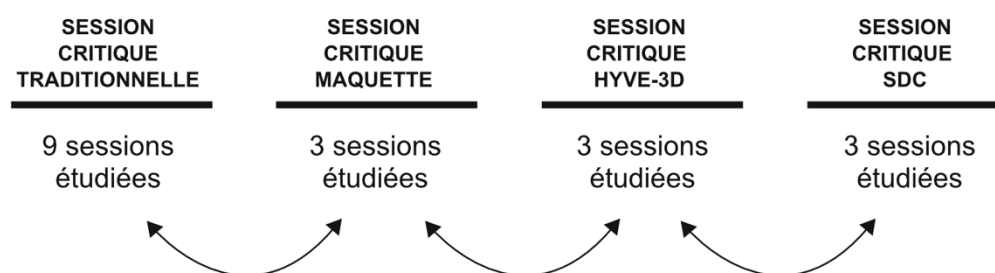 SESSION
CRITIQUE
TRADITIONNELLE
9 sessions
étudiées
SESSION
CRITIQUE
MAQUETTE
3 sessions
étudiées
SESSION
CRITIQUE
HYVE-3D
3 sessions
étudiées
SESSION
CRITIQUE
SDC
3 sessions
étudiées